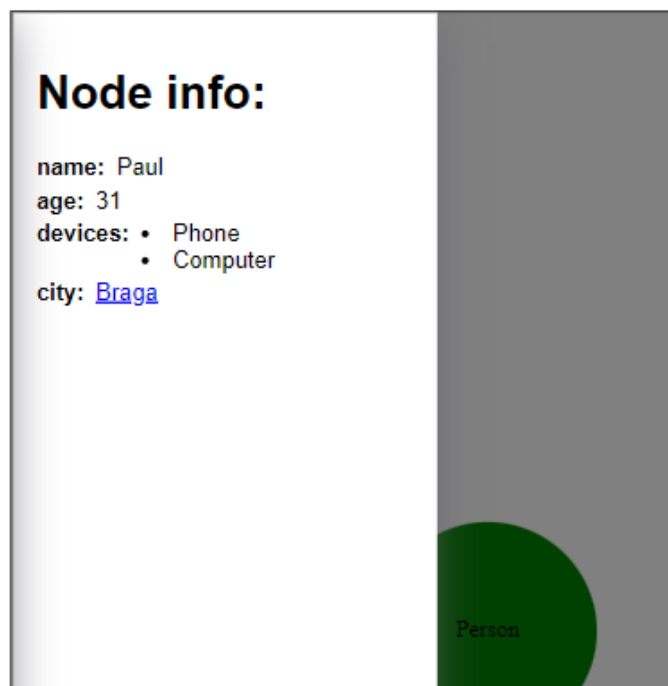 Node info:
name: Paul
age: 31
devices: • Phone
• Computer
city: Braga
Person